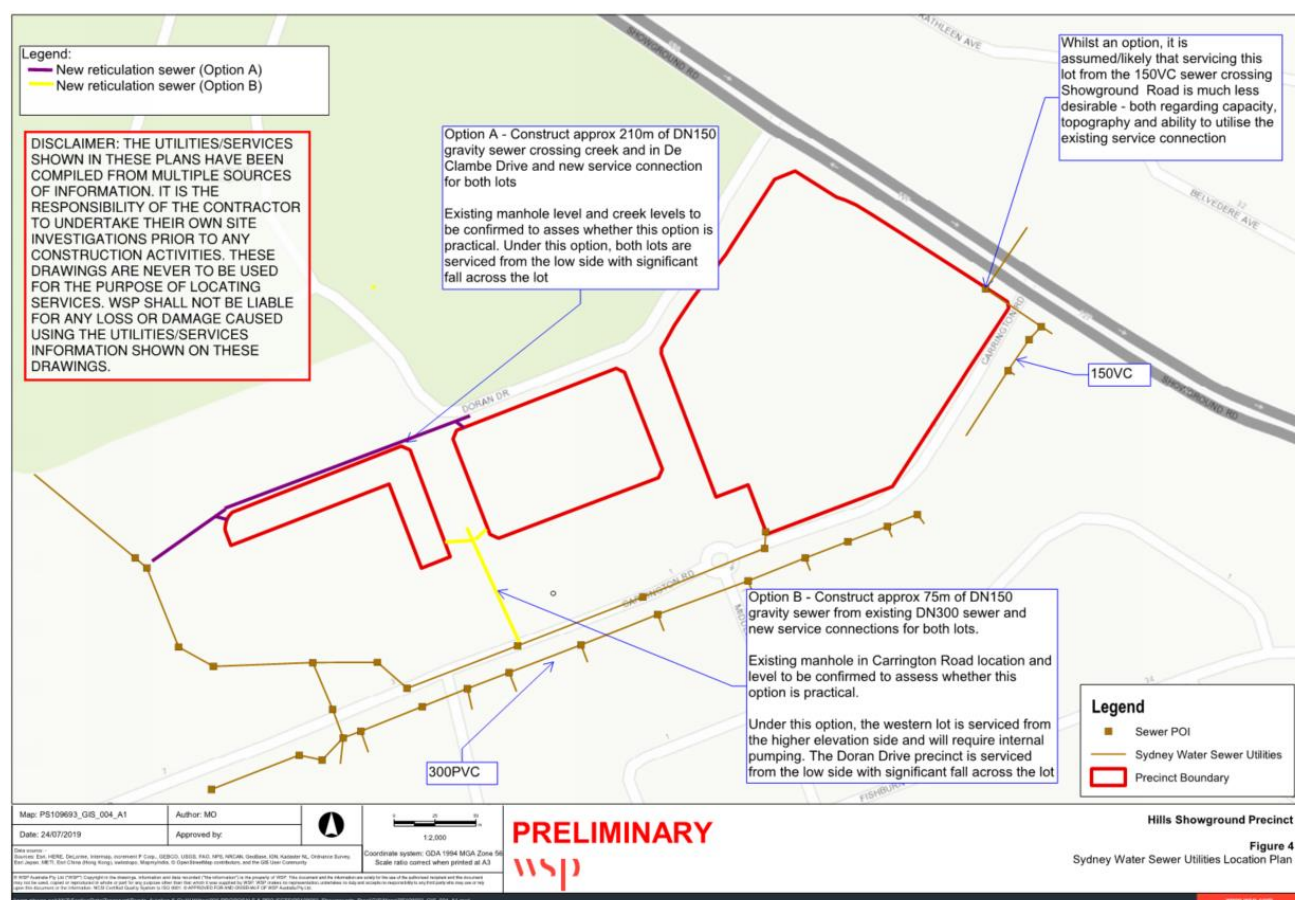 Legend:
New reticulation sewer (Option A)
New reticulation sewer (Option B)
DISCLAIMER: THE UTILITIES/SERVICES
SHOWN IN THESE PLANS HAVE BEEN
COMPILED FROM MULTIPLE SOURCES
OF INFORMATION. IT IS THE
RESPONSIBILITY OF THE CONTRACTOR
TO UNDERTAKE THEIR OWN SITE
INVESTIGATIONS PRIOR TO ANY
CONSTRUCTION ACTIVITIES. THESE
DRAWINGS ARE NEVER TO BE USED
FOR THE PURPOSE OF LOCATING
SERVICES. WSP SHALL NOT BE LIABLE
FOR ANY LOSS OR DAMAGE CAUSED
USING THE UTILITIES/SERVICES
INFORMATION SHOWN ON THESE
DRAWINGS.
Option A - Construct approx 210m of DN150
gravity sewer crossing creek and in De
Clambe Drive and new service connection
for both lots
Existing manhole level and creek levels to
be confirmed to asses whether this option is
practical. Under this option, both lots are
serviced from the low side with significant
fall across the lot
Whilst an option, it is
assumed/likely that servicing this
lot from the 150VC sewer crossing
Showground Road is much less
desirable - both regarding capacity,
topography and ability to utilise the
existing service connection
SHOWGROUND RD
KATHLEEN AVE
BELVEDERE AVE
CARRINGTON RD
SHOWGROUND RD
150VC
DORAN DR
CARRINGTON RD
Option B - Construct approx 75m of DN150
gravity sewer from existing DN300 sewer and
new service connections for both lots.
Existing manhole in Carrington Road location and
level to be confirmed to assess whether this
option is practical.
Under this option, the western lot is serviced from
the higher elevation side and will require internal
pumping. The Doran Drive precinct is serviced
from the low side with significant fall across the lot
300PVC
FISHBURN
Legend
Sewer POI
Sydney Water Sewer Utilities
Precinct Boundary
Map: PS109693_GIS_004_A1
Author: MO
Date: 24/07/2019
Approved by:
1:2,000
Coordinate system: GDA 1994 MGA Zone 56
Scale ratio correct when printed at A3
PRELIMINARY
wsp
Hills Showground Precinct
Figure 4
Sydney Water Sewer Utilities Location Plan